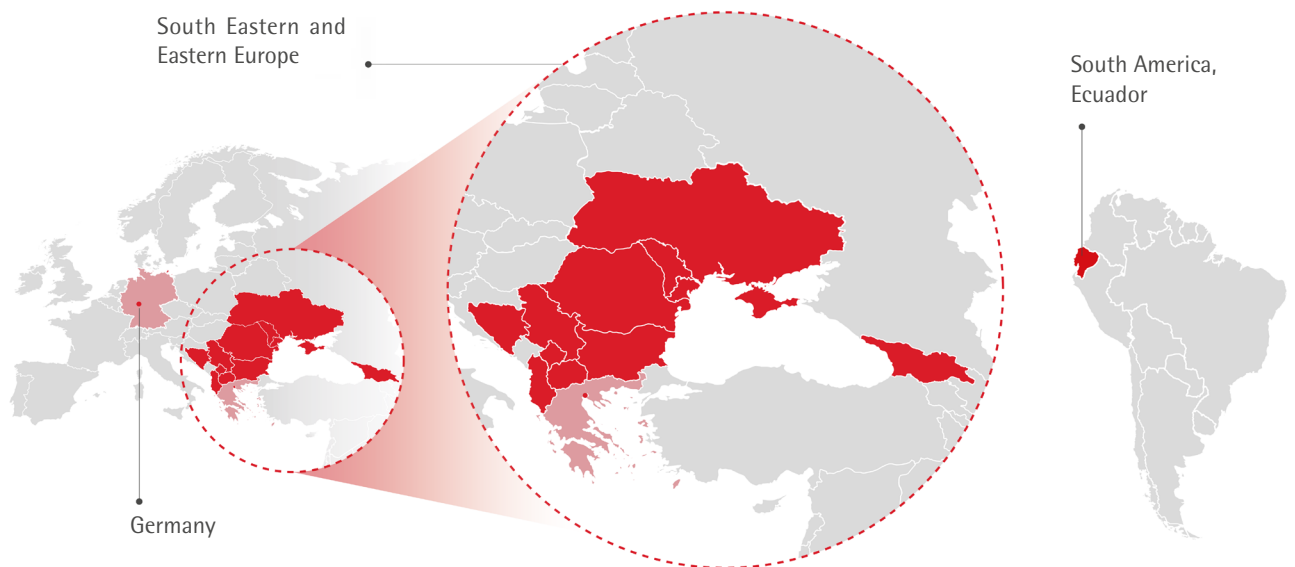 South Eastern and
Eastern Europe
South America,
Ecuador
Germany